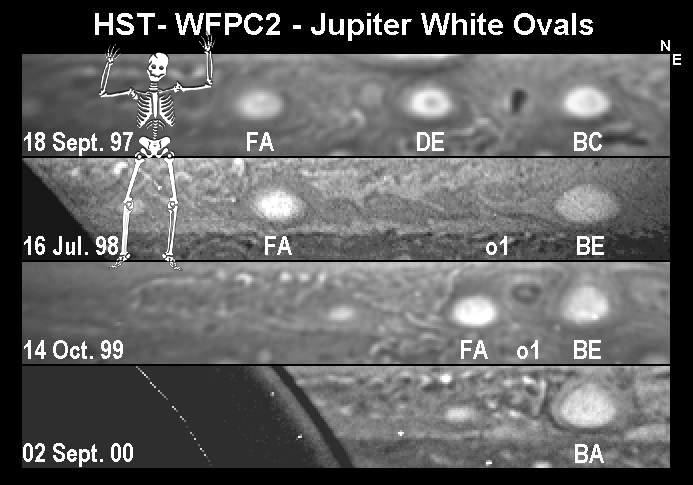 HST- WFPC2 - Jupiter White Ovals
N
E
18 Sept. 97 FA DE BC
16 Jul. 98 FA o1 BE
14 Oct. 99 FA o1 BE
02 Sept. 00 BA